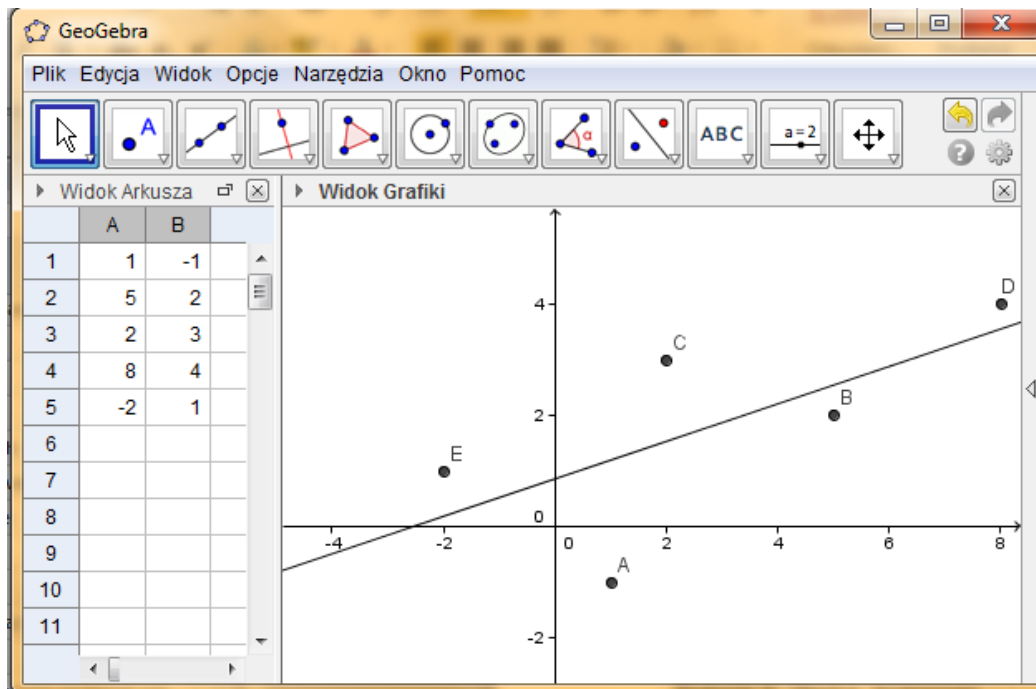 GeoGebra
Plik Edycja Widok Opcje Narzędzia Okno Pomoc
A α ABC a=2
Widok Arkusza
Widok Grafiki
A B
1 1 -1
2 5 2
3 2 3
4 8 4
5 -2 1
6
7
8
9
10
11
D
4
C
2
B
E
0
-4 -2 0 2 4 6 8
A
-2